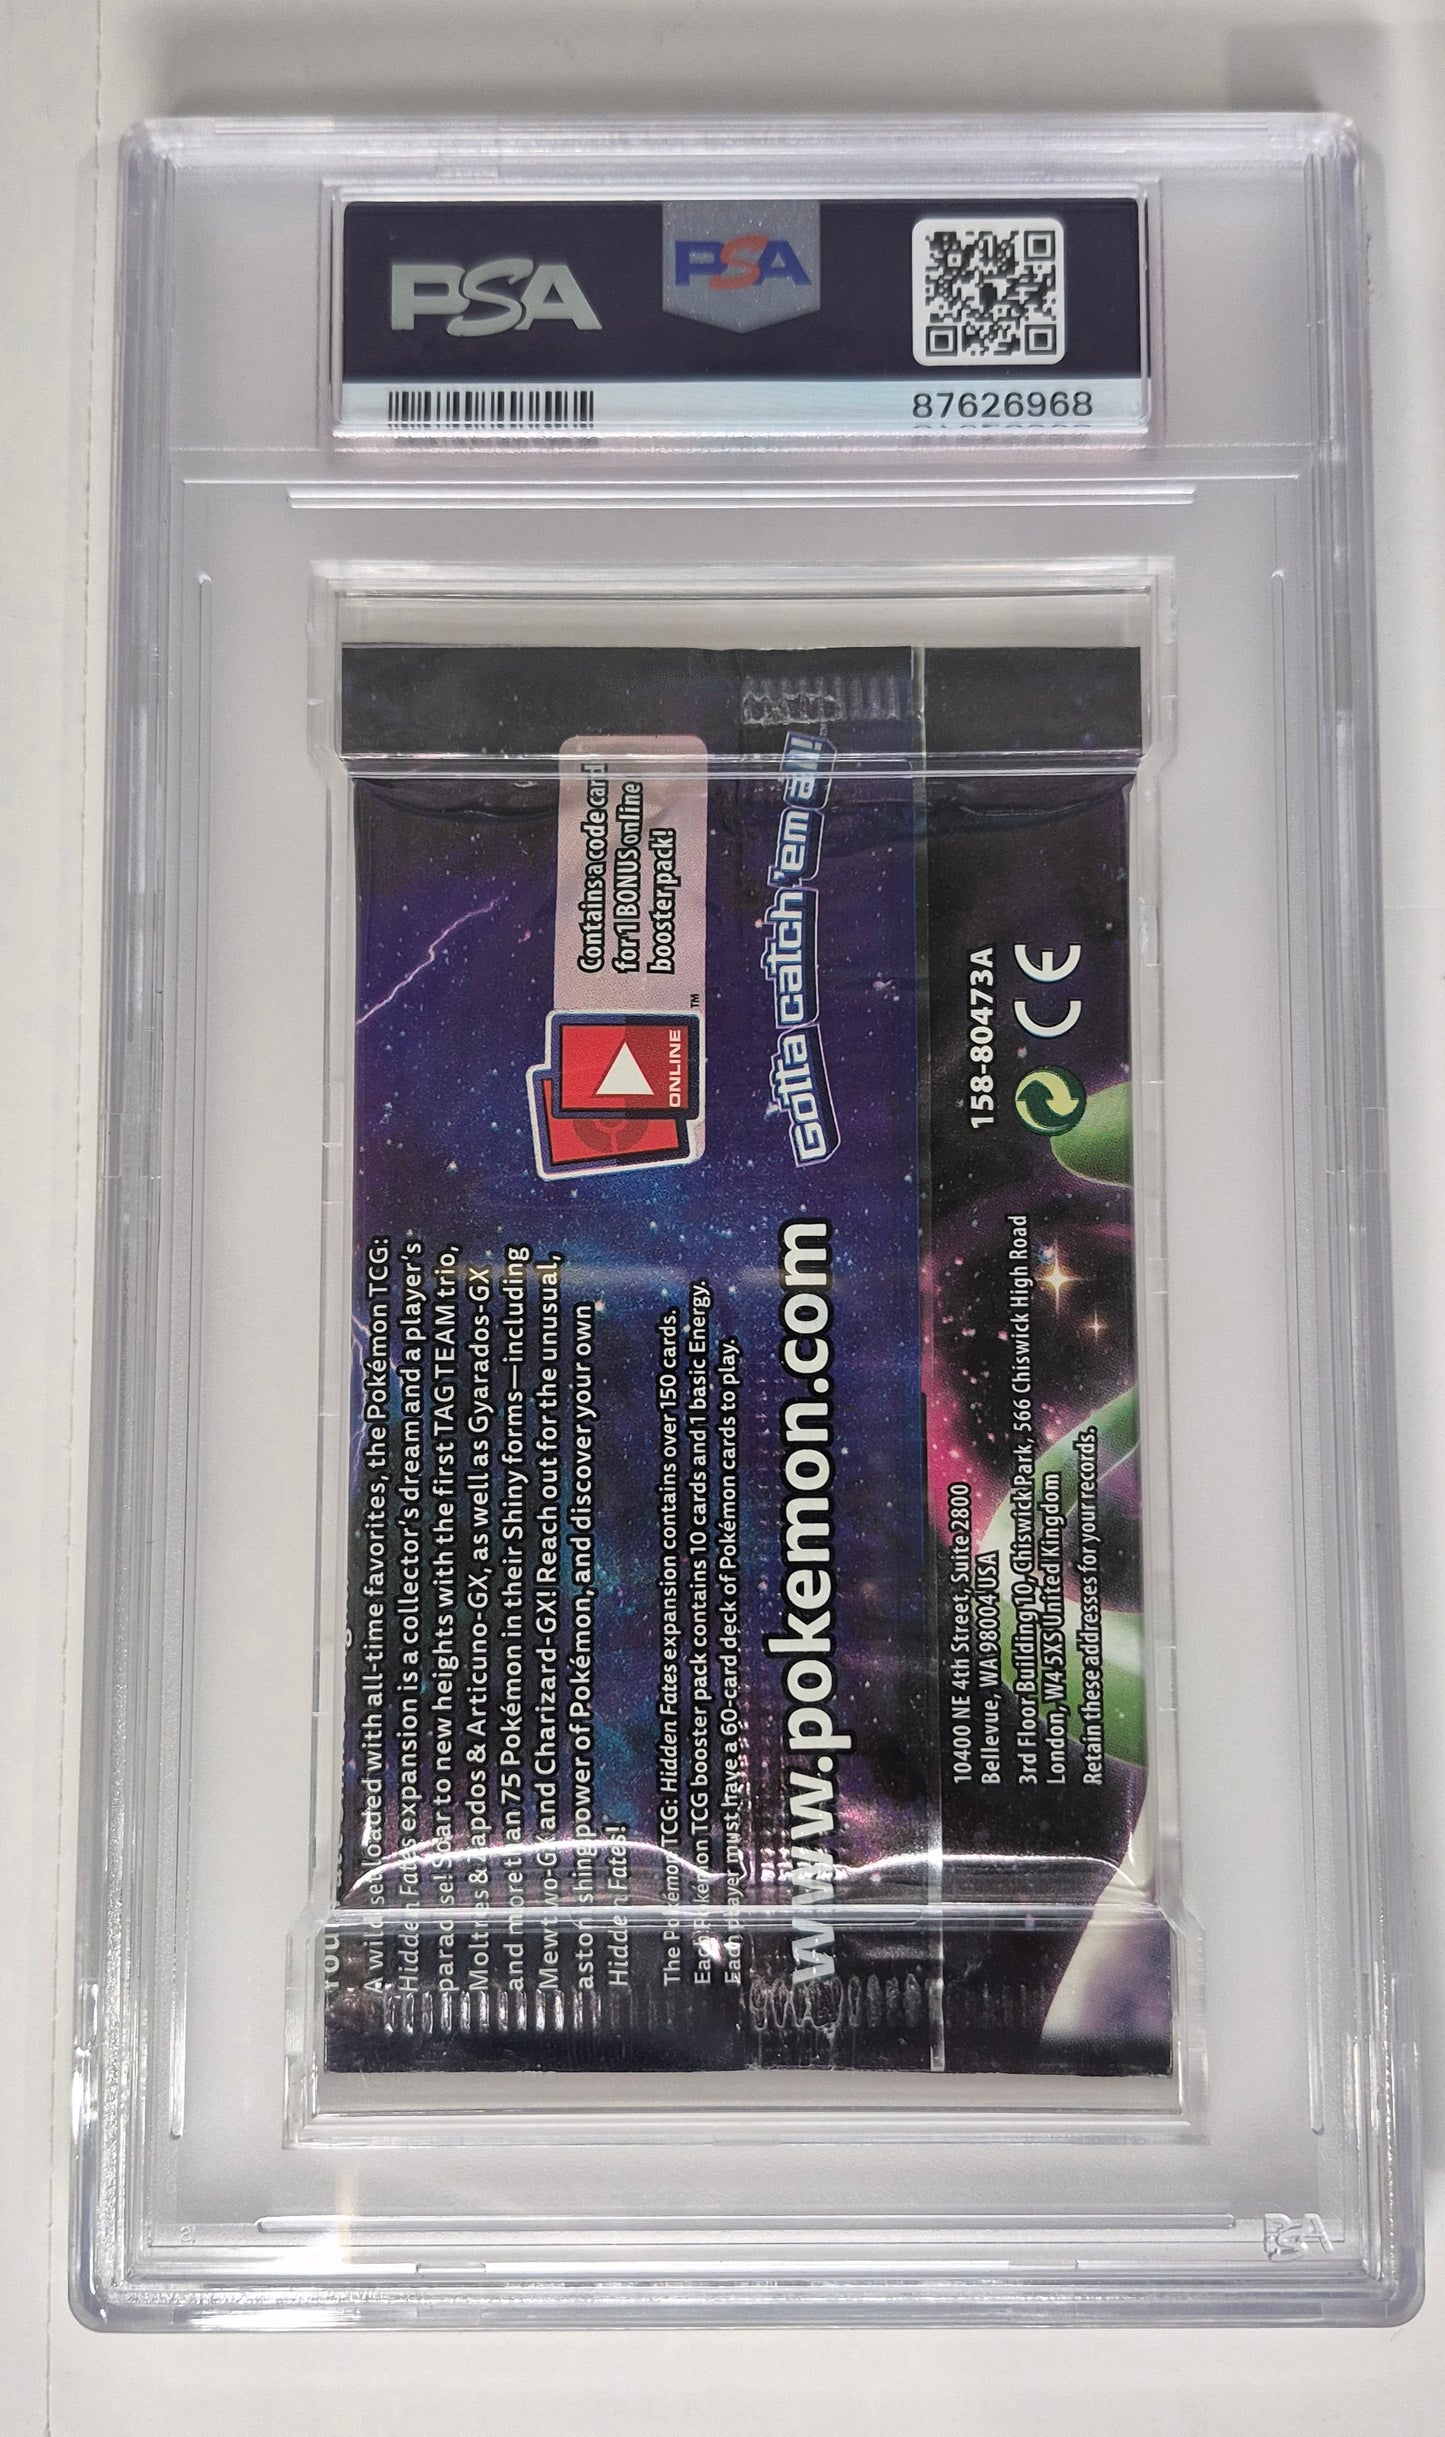 PSA
PSA
87626968
A wild set loaded with all-time favorites, the Pokémon TCG:
Hidden Fates expansion is a collector's dream and a player's
paradise! Soar to new heights with the first TAG TEAM trio,
Moltres & Zapdos & Articuno-GX, as well as Gyarados-GX
and more than 75 Pokémon in their Shiny forms—including
Mewtwo-GX and Charizard-GX! Reach out for the unusual,
astonishing power of Pokémon, and discover your own
Hidden Fates!
The Pokémon TCG: Hidden Fates expansion contains over 150 cards.
Each Pokémon TCG booster pack contains 10 cards and 1 basic Energy.
Each player must have a 60-card deck of Pokémon cards to play.
ONLINE
TM
Contains a code card
for 1 BONUS online
booster pack!
www.pokemon.com
Gotta catch 'em all!
10400 NE 4th Street, Suite 2800
Bellevue, WA 98004 USA
3rd Floor Building 10, Chiswick Park, 566 Chiswick High Road
London, W4 5XS United Kingdom
Retain these addresses for your records.
158-80473A
CE
PSA